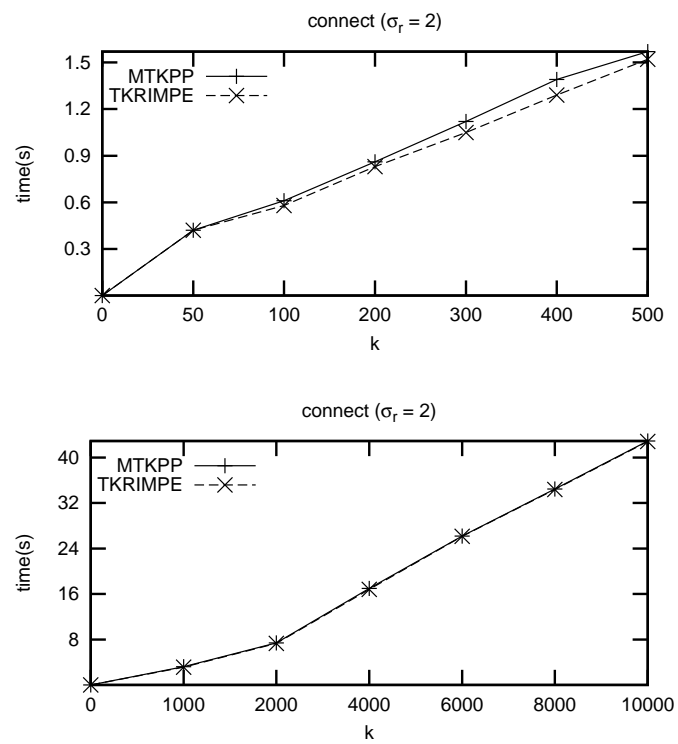 connect (σr = 2)
MTKPP
TKRIMPE
time(s)
1.5
1.2
0.9
0.6
0.3
0 50 100 200 300 400 500
k
connect (σr = 2)
MTKPP
TKRIMPE
time(s)
40
32
24
16
8
0 1000 2000 4000 6000 8000 10000
k